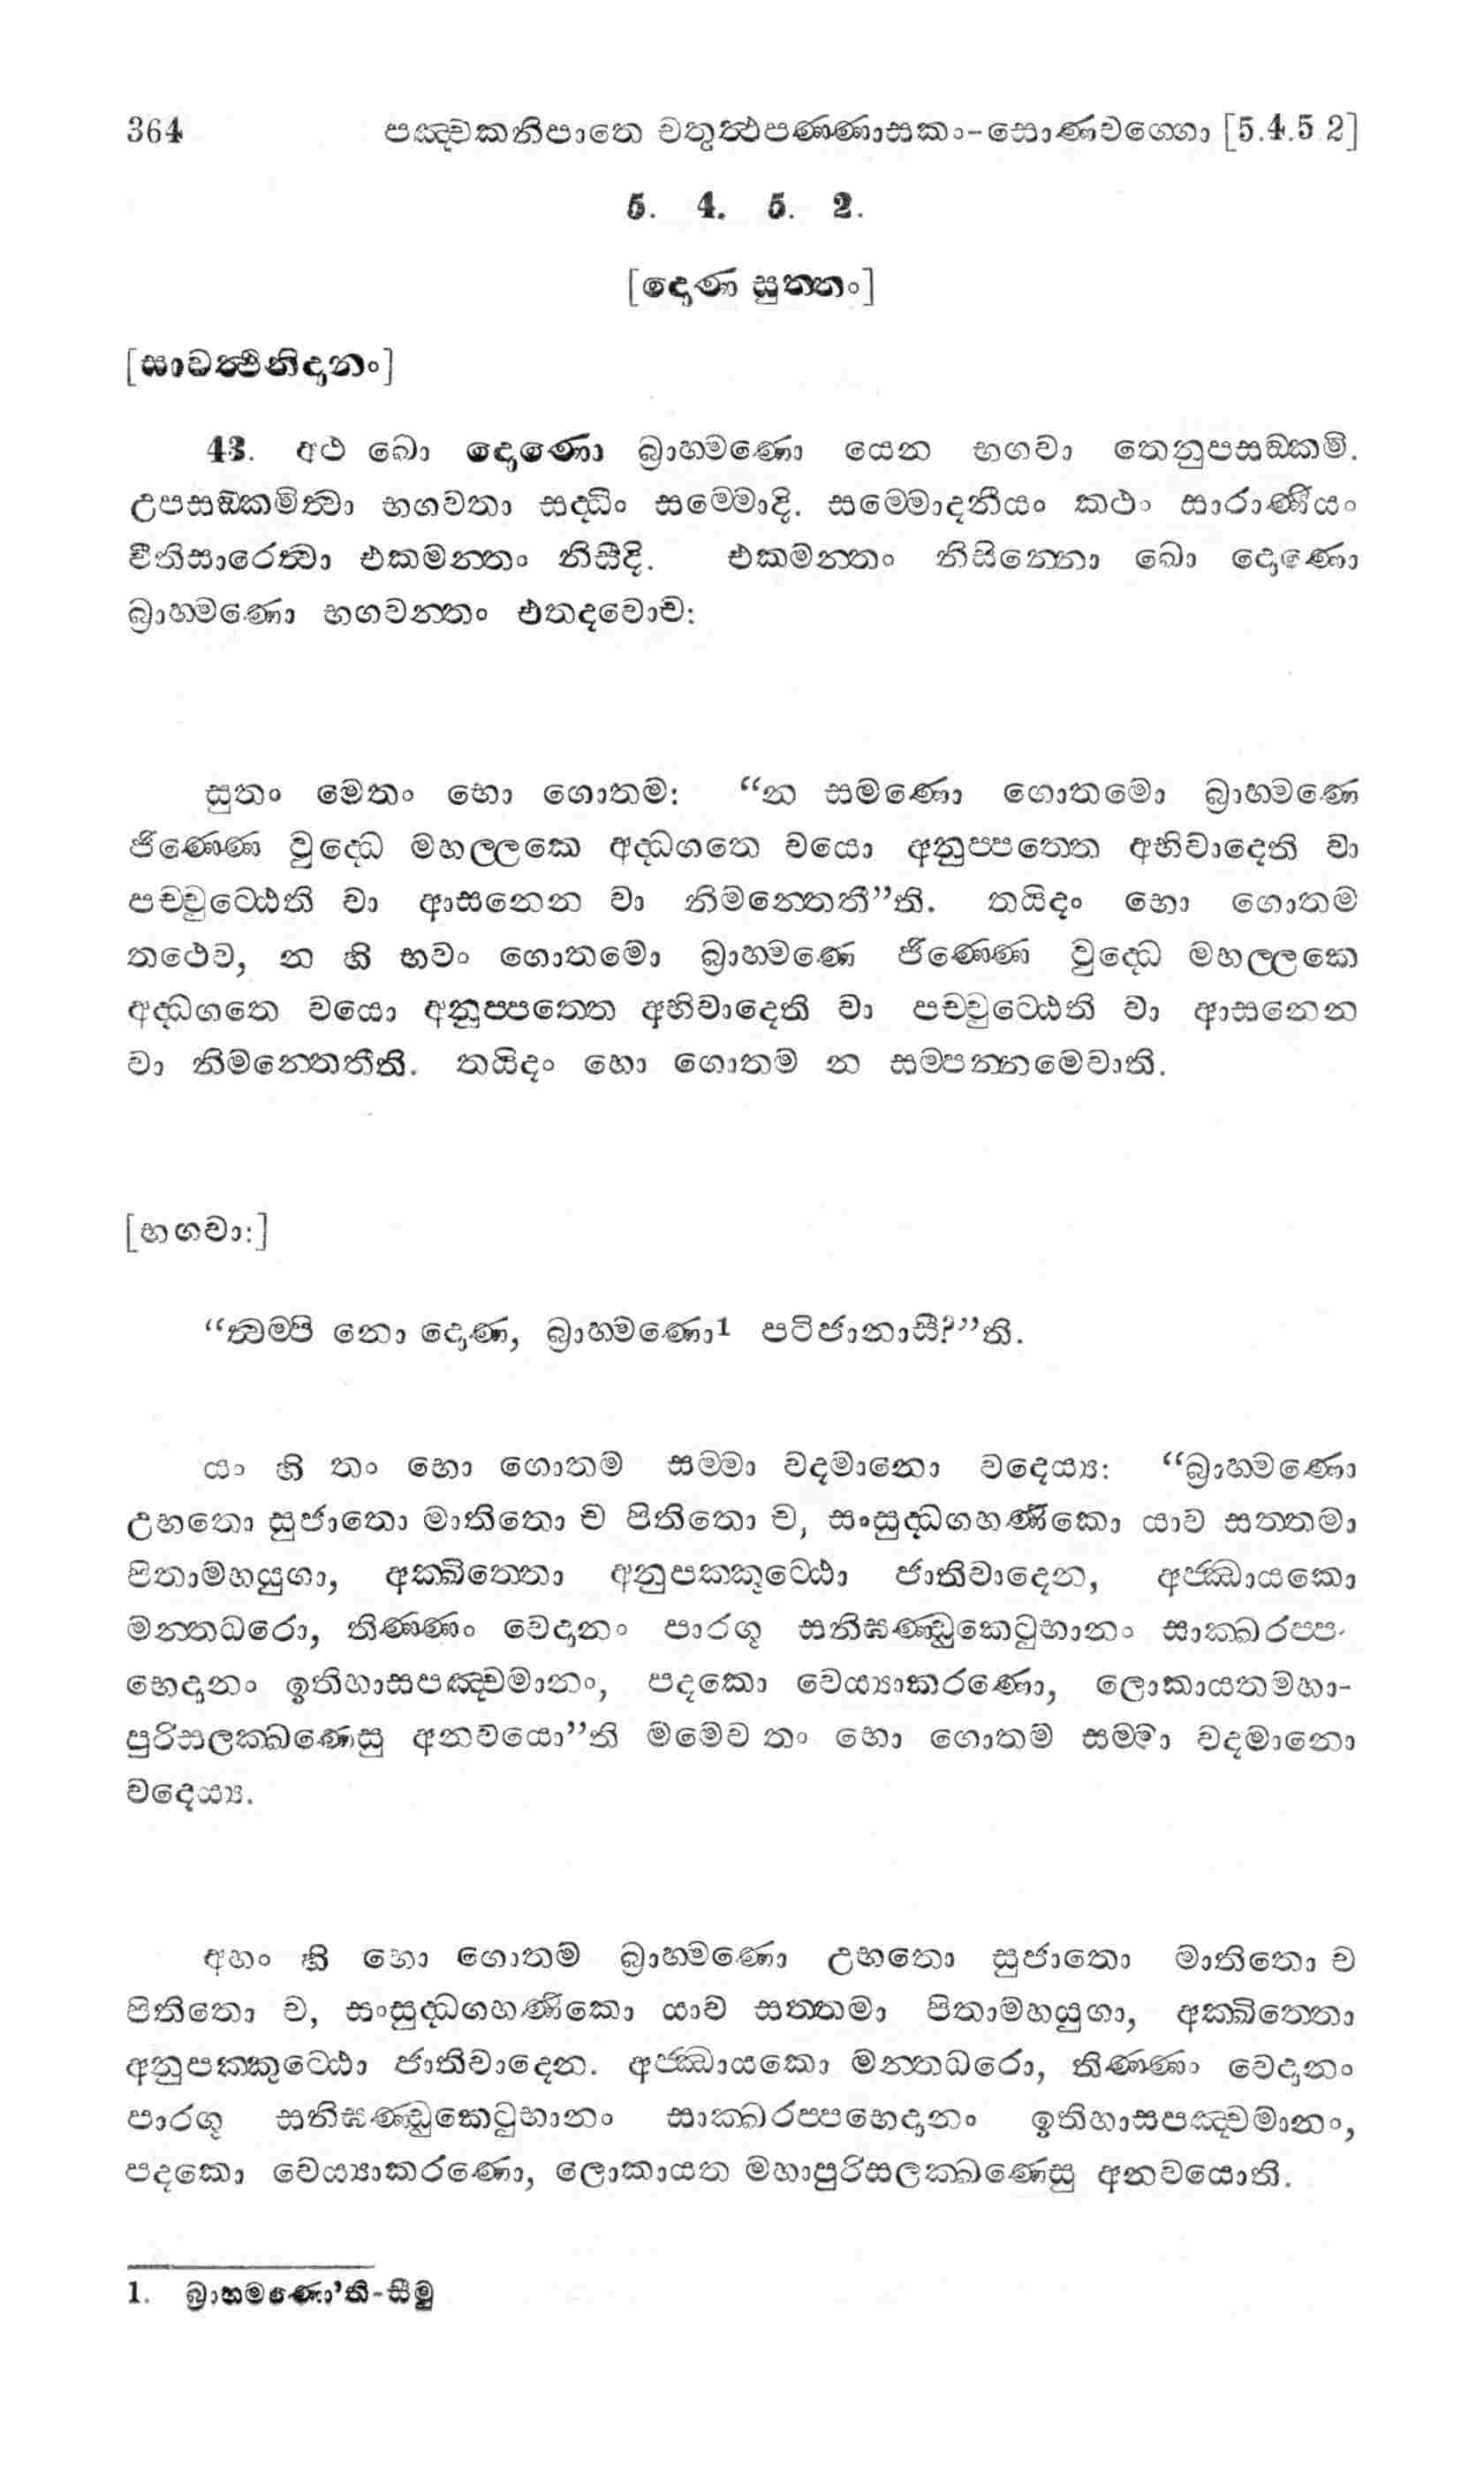 364 පඤ්චකනිපාතෙ චතුත්ථපණ්ණාසකං-සොණවග්ගො [5.4.5.2]
5. 4. 5. 2.
[දොණ සුත්තං]
[සාවත්ථිනිදානං]
43. අථ ඛො දොණො බ්‍රාහ්මණො යෙන භගවා තෙනුපසඞ්කමි.
උපසඞ්කමිත්‍වා භගවතා සද්ධිං සම්මොදි. සම්මොදනීයං කථං සාරාණීයං
වීතිසාරෙත්‍වා එකමන්තං නිසීදි. එකමන්තං නිසින්නො ඛො දොණො
බ්‍රාහ්මණො භගවන්තං එතදවොච:
සුතං මෙතං භො ගොතම: “න සමණො ගොතමො බ්‍රාහ්මණෙ
ජිණ්ණෙ වුද්ධෙ මහල්ලකෙ අද්ධගතෙ වයො අනුප්පත්තෙ අභිවාදෙති වා
පච්චුට්ඨෙති වා ආසනෙන වා නිමන්තෙතී”ති. තයිදං භො ගොතම
තථෙව, න හි භවං ගොතමො බ්‍රාහ්මණෙ ජිණ්ණෙ වුද්ධෙ මහල්ලකෙ
අද්ධගතෙ වයො අනුප්පත්තෙ අභිවාදෙති වා පච්චුට්ඨෙති වා ආසනෙන
වා නිමන්තෙතීති. තයිදං භො ගොතම න සම්පන්නමෙවාති.
[භගවා:]
“ත්‍වම්පි නො දොණ, බ්‍රාහ්මණො1 පටිජානාසී?”ති.
යං හි තං භො ගොතම සම්මා වදමානො වදෙය්‍ය: “බ්‍රාහ්මණො
උභතො සුජාතො මාතිතො ච පිතිතො ච, සංසුද්ධගහණිකො යාව සත්තමා
පිතාමහයුගා, අක්ඛිත්තො අනුපක්කුට්ඨො ජාතිවාදෙන, අජ්ඣායකො
මන්තධරො, තිණ්ණං වෙදානං පාරගූ සනිඝණ්ඩුකෙටුභානං සාක්ඛරප්ප-
භෙදානං ඉතිහාසපඤ්චමානං, පදකො වෙය්‍යාකරණො, ලොකායතමහා-
පුරිසලක්ඛණෙසු අනවයො”ති මමෙව තං භො ගොතම සම්මා වදමානො
වදෙය්‍ය.
අහං හි භො ගොතම බ්‍රාහ්මණො උභතො සුජාතො මාතිතො ච
පිතිතො ච, සංසුද්ධගහණිකො යාව සත්තමා පිතාමහයුගා, අක්ඛිත්තො
අනුපක්කුට්ඨො ජාතිවාදෙන. අජ්ඣායකො මන්තධරො, තිණ්ණං වෙදානං
පාරගූ සනිඝණ්ඩුකෙටුභානං සාක්ඛරප්පභෙදානං ඉතිහාසපඤ්චමානං,
පදකො වෙය්‍යාකරණො, ලොකායත මහාපුරිසලක්ඛණෙසු අනවයොති.
1. බ්‍රාහ්මණො’ති-සීමු